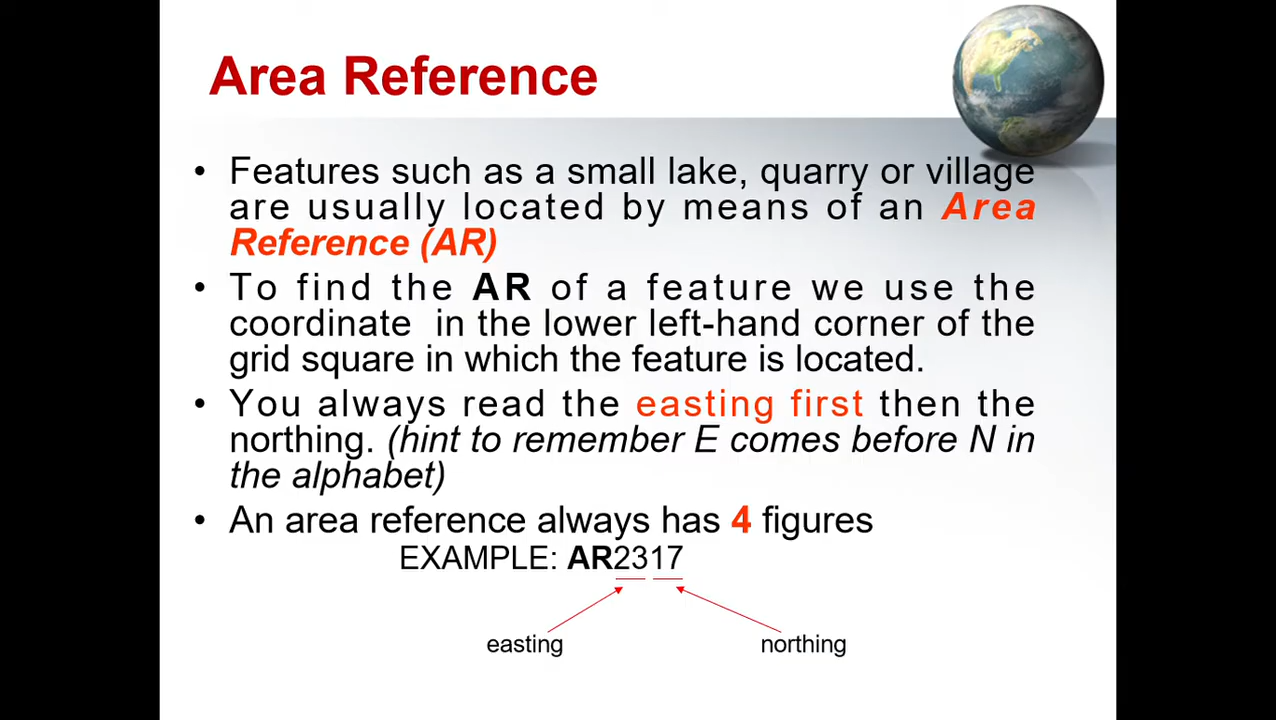 Area Reference
• Features such as a small lake, quarry or village
are usually located by means of an Area
Reference (AR)
• To find the AR of a feature we use the
coordinate in the lower left-hand corner of the
grid square in which the feature is located.
• You always read the easting first then the
northing. (hint to remember E comes before N in
the alphabet)
• An area reference always has 4 figures
EXAMPLE: AR2317
easting northing